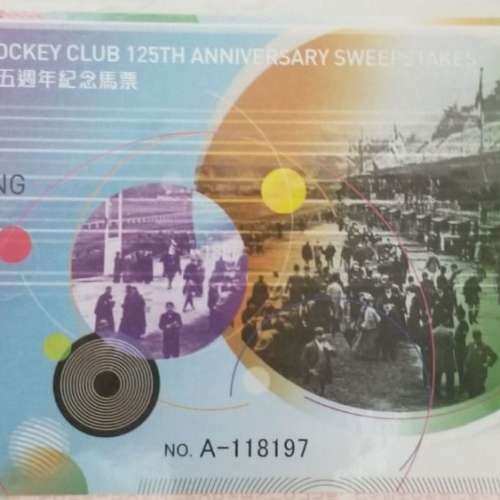 OCKEY CLUB 125TH ANNIVERSARY SWEEPSTAKES
五週年紀念馬票
NG
NO. A-118197